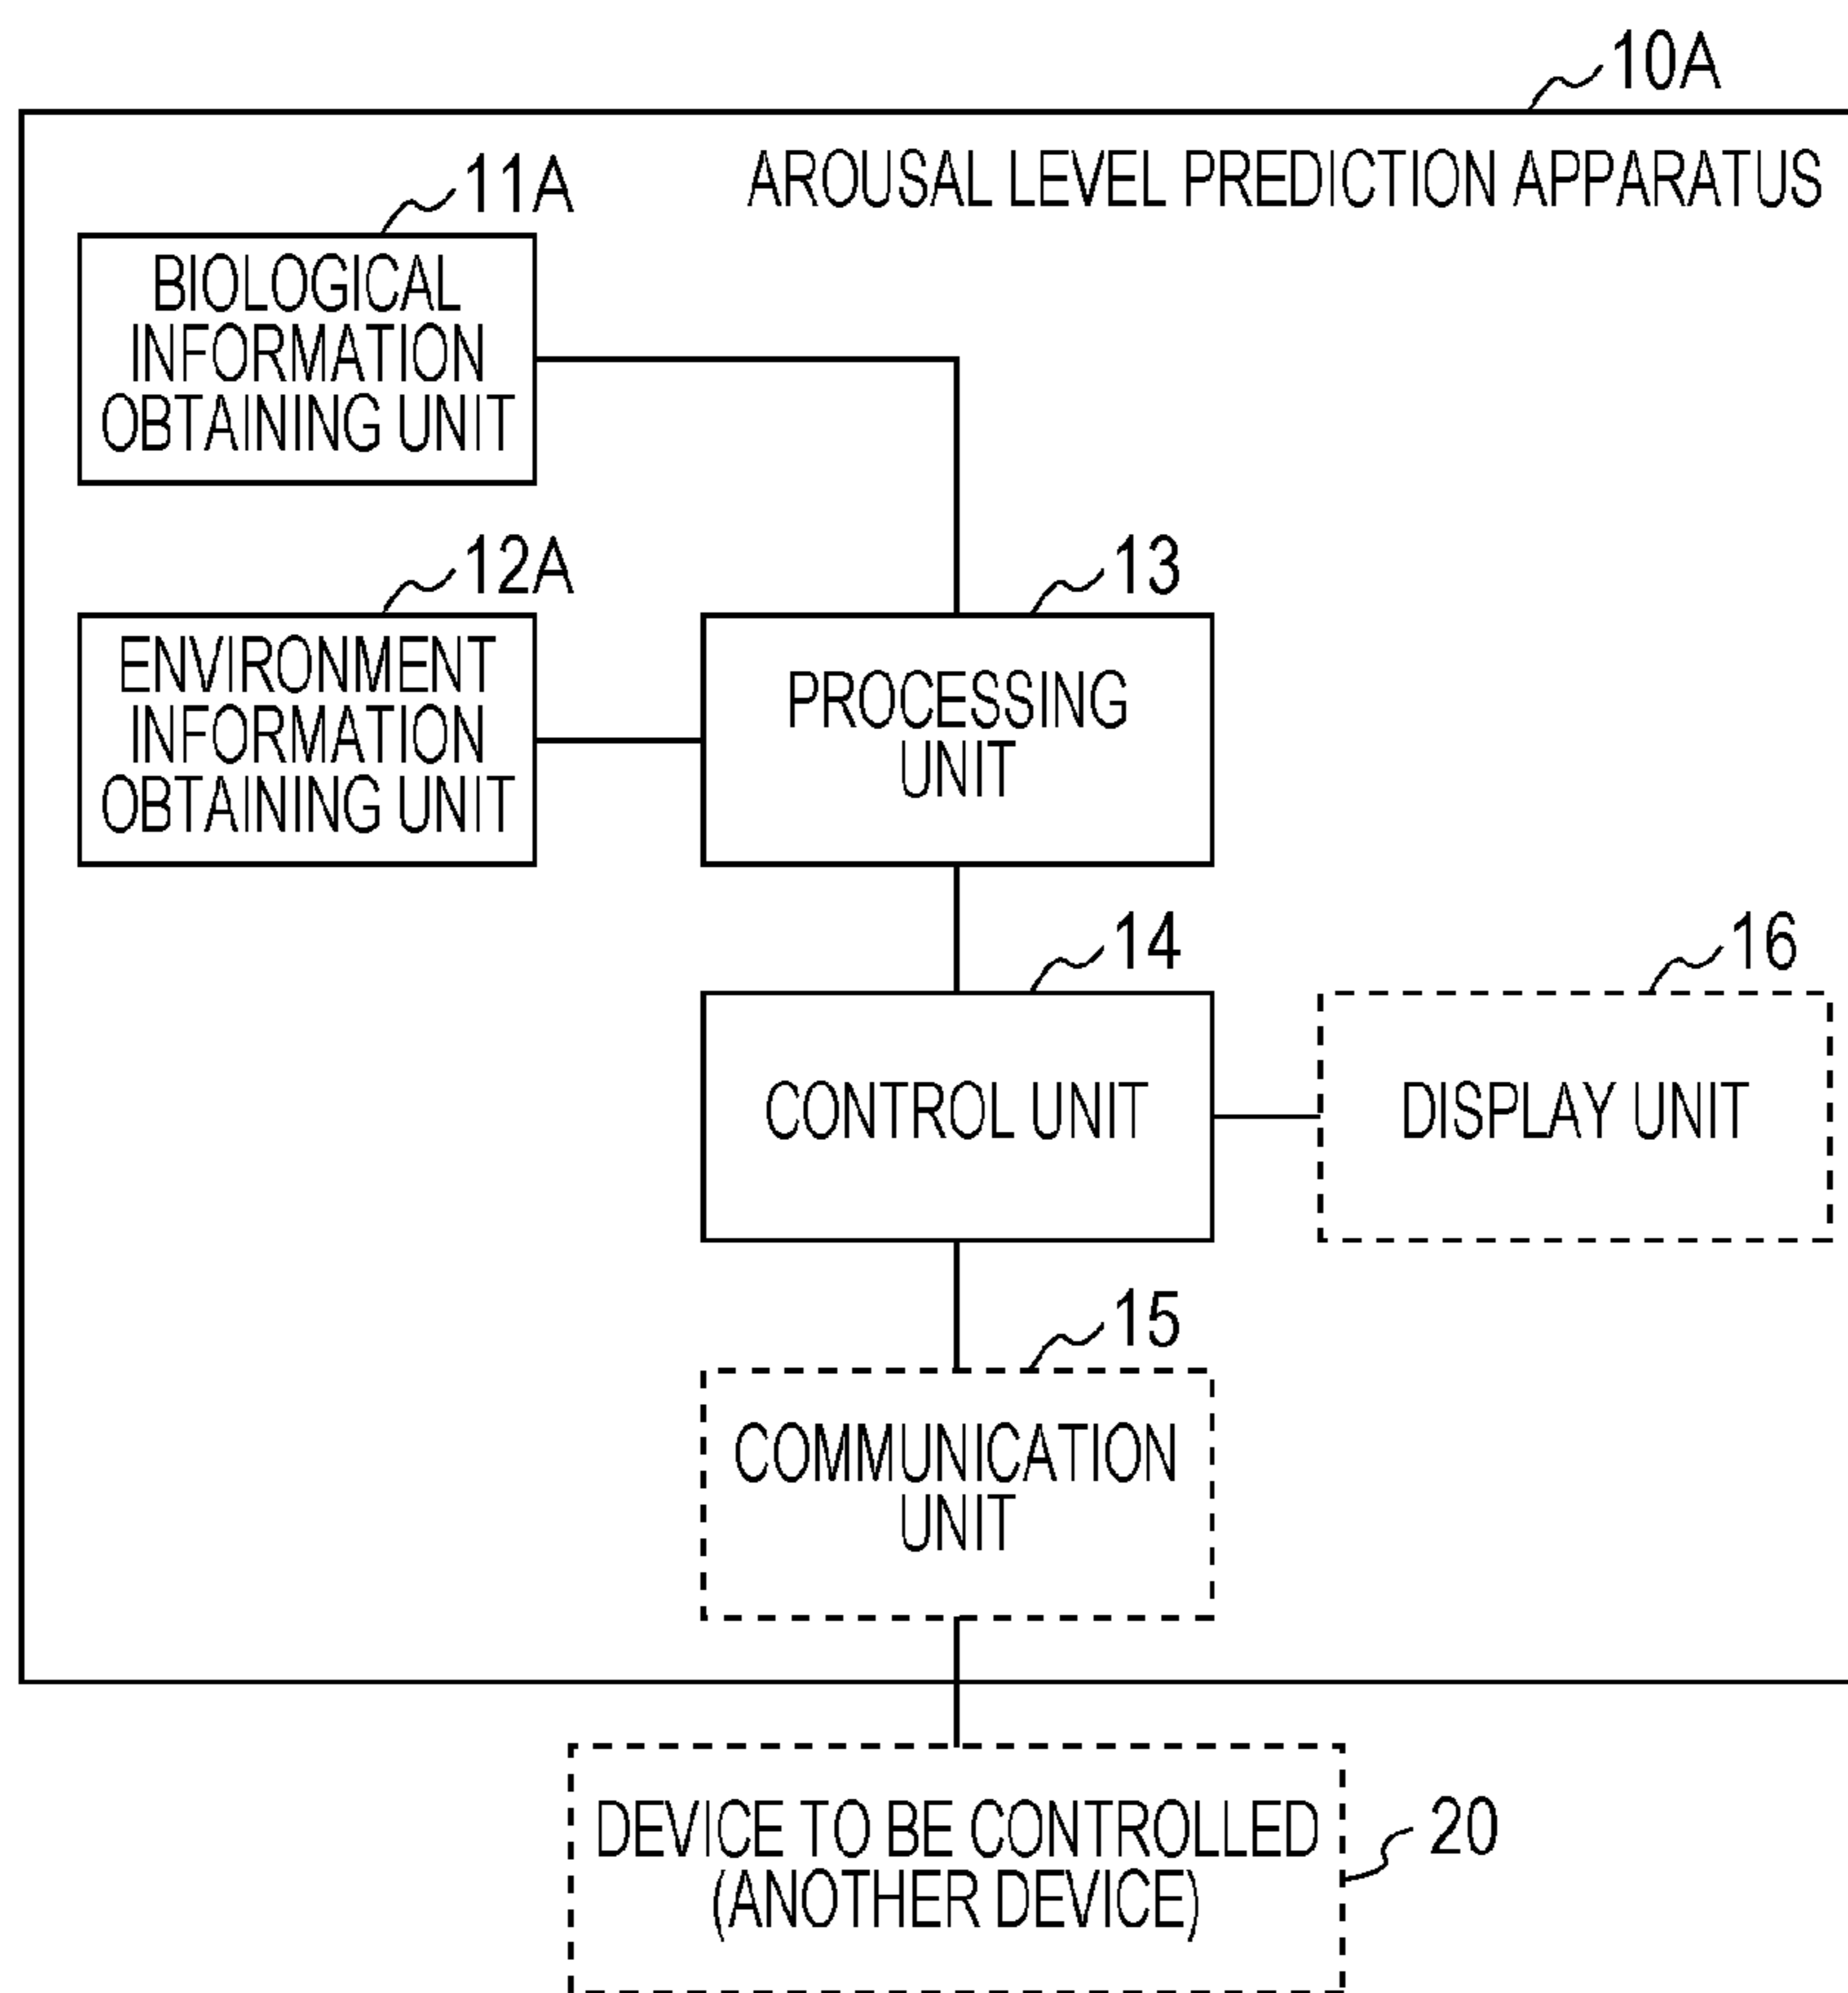 10A
AROUSAL LEVEL PREDICTION APPARATUS
11A
BIOLOGICAL
INFORMATION
OBTAINING UNIT
12A
ENVIRONMENT
INFORMATION
OBTAINING UNIT
13
PROCESSING
UNIT
14
CONTROL UNIT
16
DISPLAY UNIT
15
COMMUNICATION
UNIT
DEVICE TO BE CONTROLLED
(ANOTHER DEVICE)
20